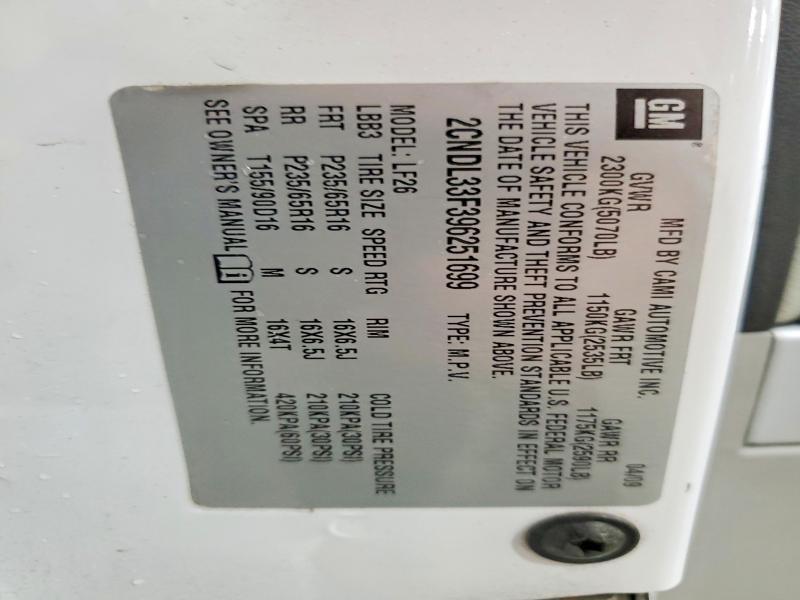 GM®
MFD BY CAMI AUTOMOTIVE INC. 04/09
GVWR GAWR FRT GAWR RR
2300KG(5070LB) 1150KG(2535LB) 1175KG(2590LB)
THIS VEHICLE CONFORMS TO ALL APPLICABLE U.S. FEDERAL MOTOR
VEHICLE SAFETY AND THEFT PREVENTION STANDARDS IN EFFECT ON
THE DATE OF MANUFACTURE SHOWN ABOVE.
2CNDL33F396251699 TYPE: M.P.V.
MODEL: LF26
LBB3 TIRE SIZE SPEED RTG RIM COLD TIRE PRESSURE
FRT P235/65R16 S 16X6.5J 210KPA(30PSI)
RR P235/65R16 S 16X6.5J 210KPA(30PSI)
SPA T155/90D16 M 16X4T 420KPA(60PSI)
SEE OWNER'S MANUAL FOR MORE INFORMATION.